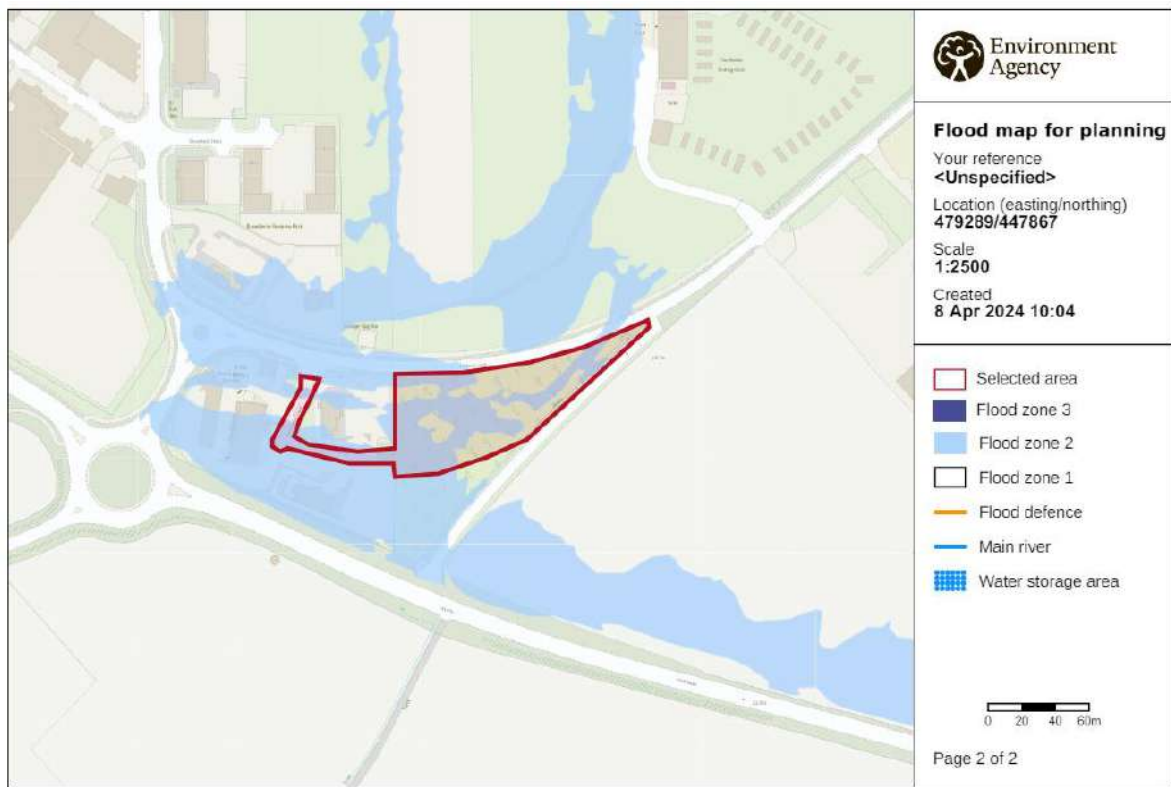 Environment
Agency
Flood map for planning
Your reference
<Unspecified>
Location (easting/northing)
479289/447867
Scale
1:2500
Created
8 Apr 2024 10:04
Selected area
Flood zone 3
Flood zone 2
Flood zone 1
Flood defence
Main river
Water storage area
0 20 40 60m
Page 2 of 2